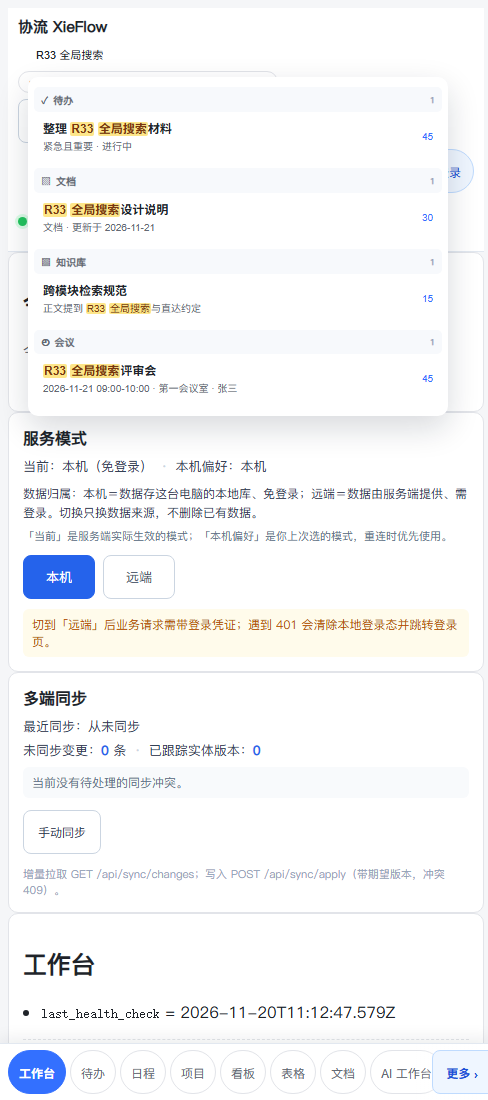 协流 XieFlow
R33 全局搜索
✓ 待办 1
整理 R33 全局搜索材料
紧急且重要 · 进行中
45
▧ 文档 1
R33 全局搜索设计说明
文档 · 更新于 2026-11-21
30
▨ 知识库 1
跨模块检索规范
正文提到 R33 全局搜索与直达约定
15
◴ 会议 1
R33 全局搜索评审会
2026-11-21 09:00-10:00 · 第一会议室 · 张三
45
录
服务模式
当前：本机（免登录） · 本机偏好：本机
数据归属：本机＝数据存这台电脑的本地库、免登录；远端＝数据由服务端提供、需
登录。切换只换数据来源，不删除已有数据。
「当前」是服务端实际生效的模式；「本机偏好」是你上次选的模式，重连时优先使用。
本机 远端
切到「远端」后业务请求需带登录凭证；遇到 401 会清除本地登录态并跳转登录
页。
多端同步
最近同步：从未同步
未同步变更：0 条 · 已跟踪实体版本：0
当前没有待处理的同步冲突。
手动同步
增量拉取 GET /api/sync/changes；写入 POST /api/sync/apply（带期望版本，冲突
409）。
工作台
last_health_check = 2026-11-20T11:12:47.579Z
工作台 待办 日程 项目 看板 表格 文档 AI 工作台 更多 ›